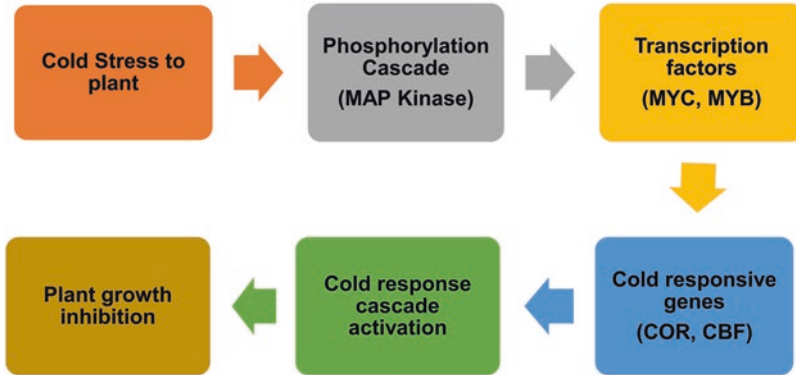 Cold Stress to
plant
Phosphorylation
Cascade
(MAP Kinase)
Transcription
factors
(MYC, MYB)
Cold responsive
genes
(COR, CBF)
Cold response
cascade
activation
Plant growth
inhibition